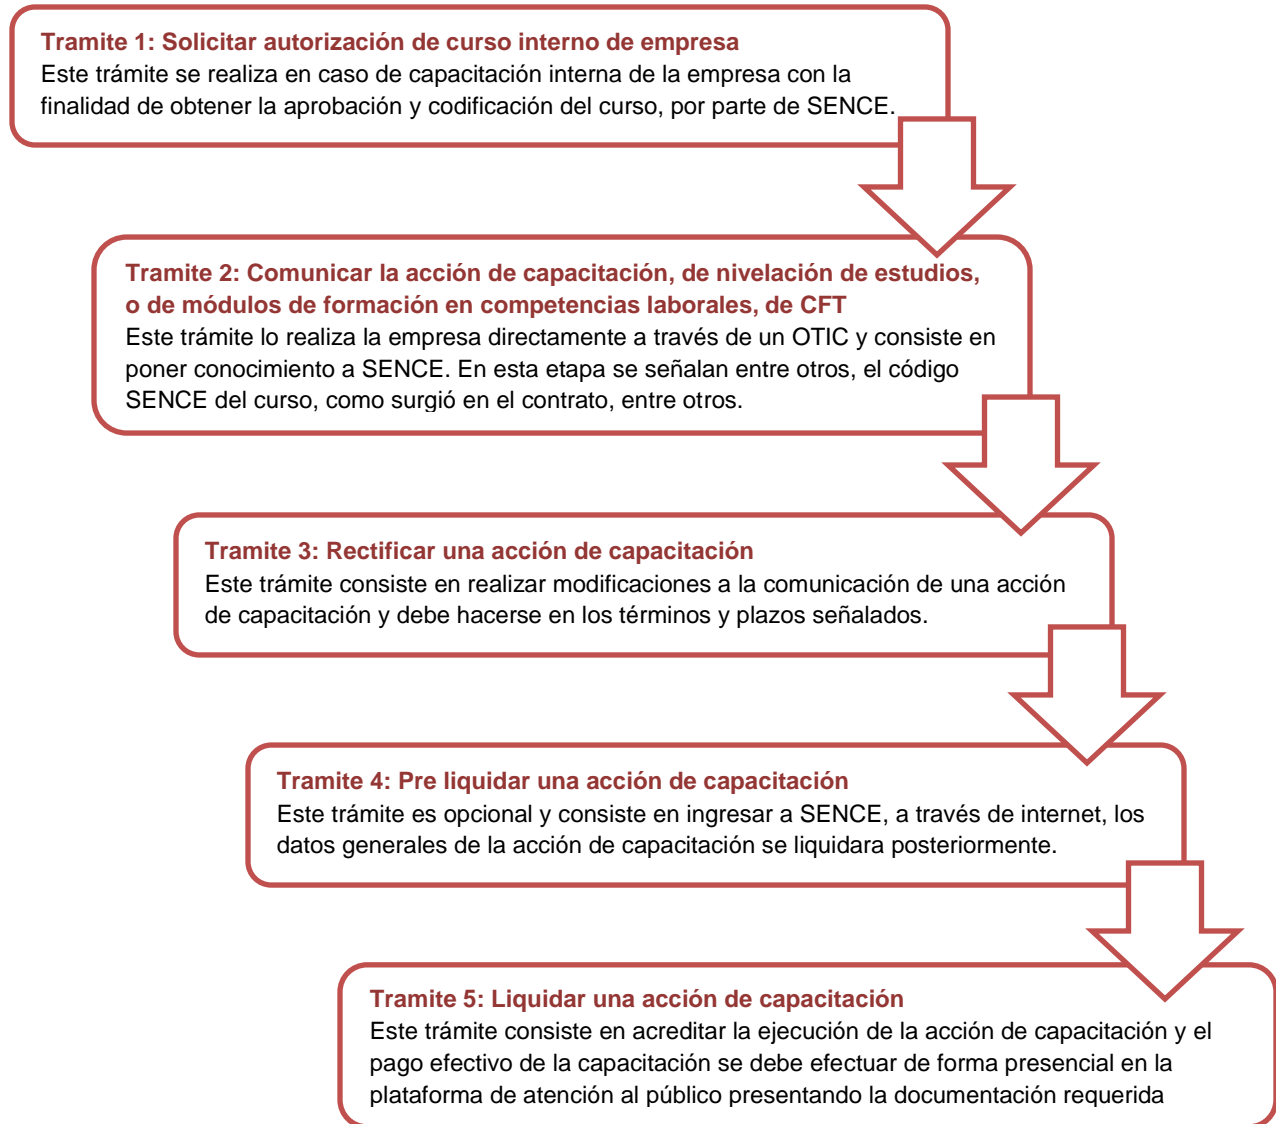 Tramite 1: Solicitar autorización de curso interno de empresa
Este trámite se realiza en caso de capacitación interna de la empresa con la
finalidad de obtener la aprobación y codificación del curso, por parte de SENCE.
Tramite 2: Comunicar la acción de capacitación, de nivelación de estudios,
o de módulos de formación en competencias laborales, de CFT
Este trámite lo realiza la empresa directamente a través de un OTIC y consiste en
poner conocimiento a SENCE. En esta etapa se señalan entre otros, el código
SENCE del curso, como surgió en el contrato, entre otros.
Tramite 3: Rectificar una acción de capacitación
Este trámite consiste en realizar modificaciones a la comunicación de una acción
de capacitación y debe hacerse en los términos y plazos señalados.
Tramite 4: Pre liquidar una acción de capacitación
Este trámite es opcional y consiste en ingresar a SENCE, a través de internet, los
datos generales de la acción de capacitación se liquidara posteriormente.
Tramite 5: Liquidar una acción de capacitación
Este trámite consiste en acreditar la ejecución de la acción de capacitación y el
pago efectivo de la capacitación se debe efectuar de forma presencial en la
plataforma de atención al público presentando la documentación requerida